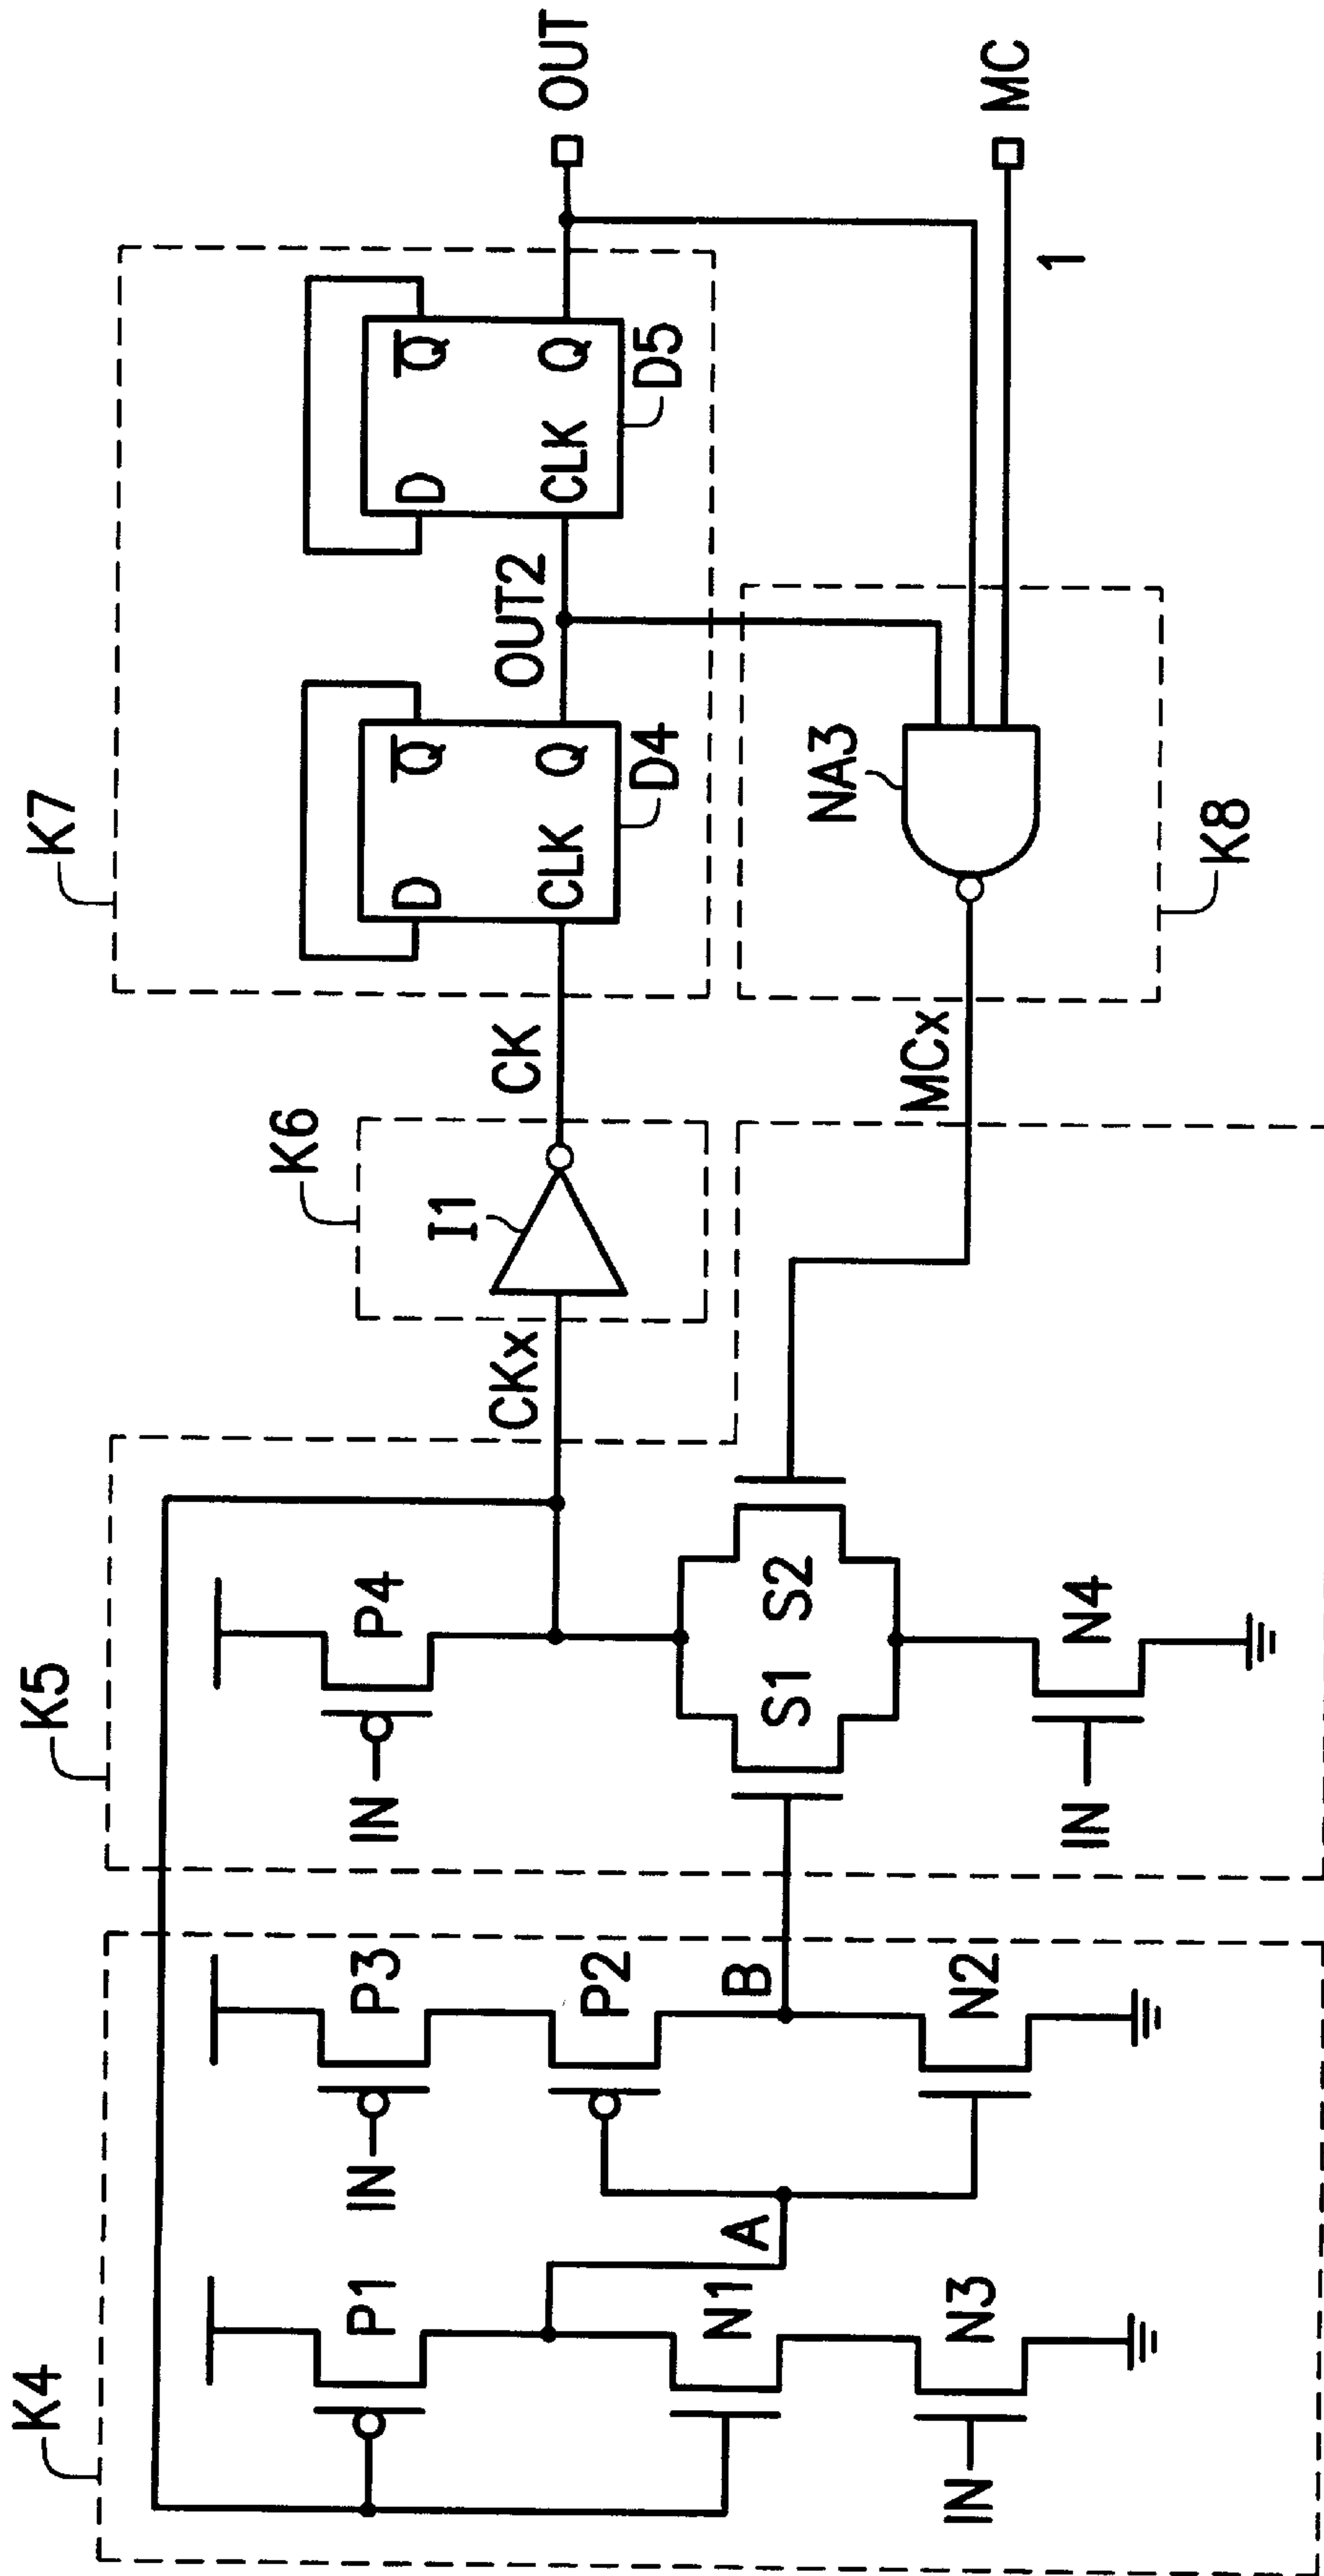 K4
K5
K6
K7
P1
IN
P3
IN
P4
P2
A
B
N1
N2
N3
IN
S1
S2
IN
N4
CKx
I1
CK
D
Q
CLK
Q
D4
OUT2
D
Q
CLK
Q
D5
OUT
MCx
NA3
K8
1
MC